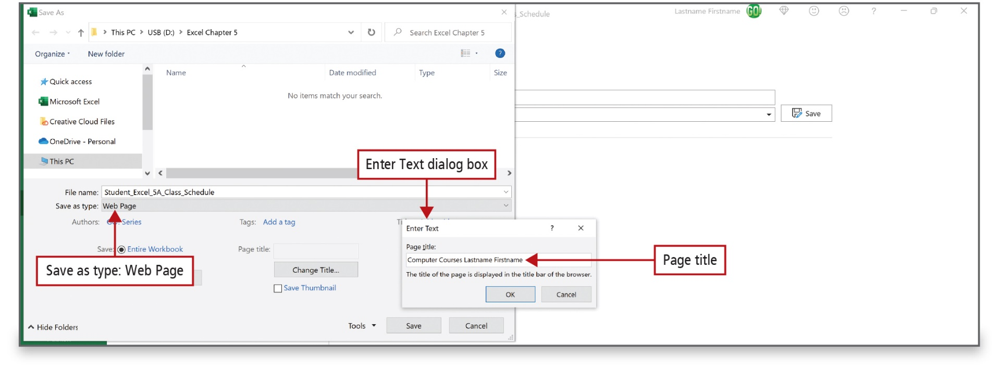 Save As
s_Schedule
Lastname Firstname GO!
?
This PC > USB (D:) > Excel Chapter 5
Search Excel Chapter 5
Organize
New folder
?
Name
Date modified
Type
Size
Quick access
No items match your search.
Microsoft Excel
Creative Cloud Files
Save
OneDrive - Personal
This PC
Enter Text dialog box
File name: Student_Excel_5A_Class_Schedule
Save as type: Web Page
Authors: GO! Series
Tags: Add a tag
Enter Text
?
Page title:
Computer Courses Lastname Firstname
The title of the page is displayed in the title bar of the browser.
OK
Cancel
Page title
Save: Entire Workbook
Page title:
Save as type: Web Page
Change Title...
Save Thumbnail
Hide Folders
Tools
Save
Cancel